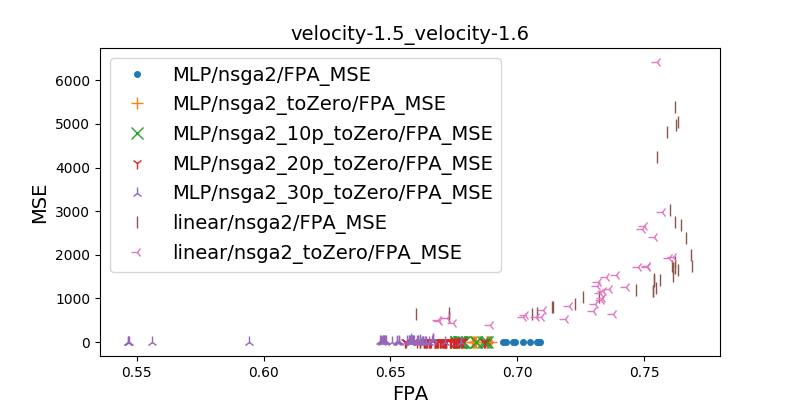 velocity-1.5_velocity-1.6
MSE
6000
5000
4000
3000
2000
1000
0
MLP/nsga2/FPA_MSE
MLP/nsga2_toZero/FPA_MSE
MLP/nsga2_10p_toZero/FPA_MSE
MLP/nsga2_20p_toZero/FPA_MSE
MLP/nsga2_30p_toZero/FPA_MSE
linear/nsga2/FPA_MSE
linear/nsga2_toZero/FPA_MSE
0.55 0.60 0.65 0.70 0.75
FPA